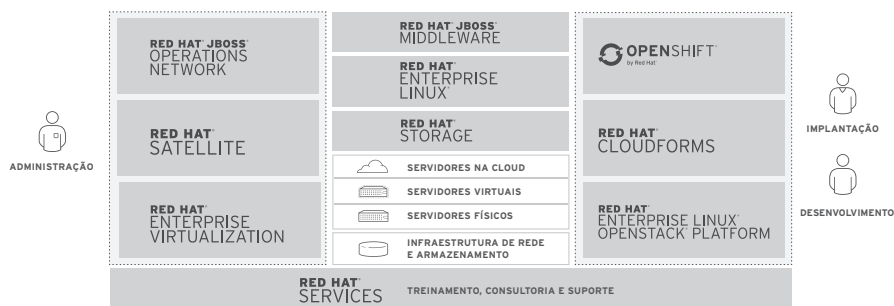 ADMINISTRAÇÃO
RED HAT® JBOSS®
OPERATIONS
NETWORK
RED HAT®
SATELLITE
RED HAT®
ENTERPRISE
VIRTUALIZATION
RED HAT® JBOSS®
MIDDLEWARE
RED HAT®
ENTERPRISE
LINUX®
RED HAT®
STORAGE
SERVIDORES NA CLOUD
SERVIDORES VIRTUAIS
SERVIDORES FÍSICOS
INFRAESTRUTURA DE REDE
E ARMAZENAMENTO
OPENSHIFT®
by Red Hat®
RED HAT®
CLOUDFORMS
RED HAT®
ENTERPRISE LINUX®
OPENSTACK® PLATFORM
IMPLANTAÇÃO
DESENVOLVIMENTO
RED HAT®
SERVICES
TREINAMENTO, CONSULTORIA E SUPORTE